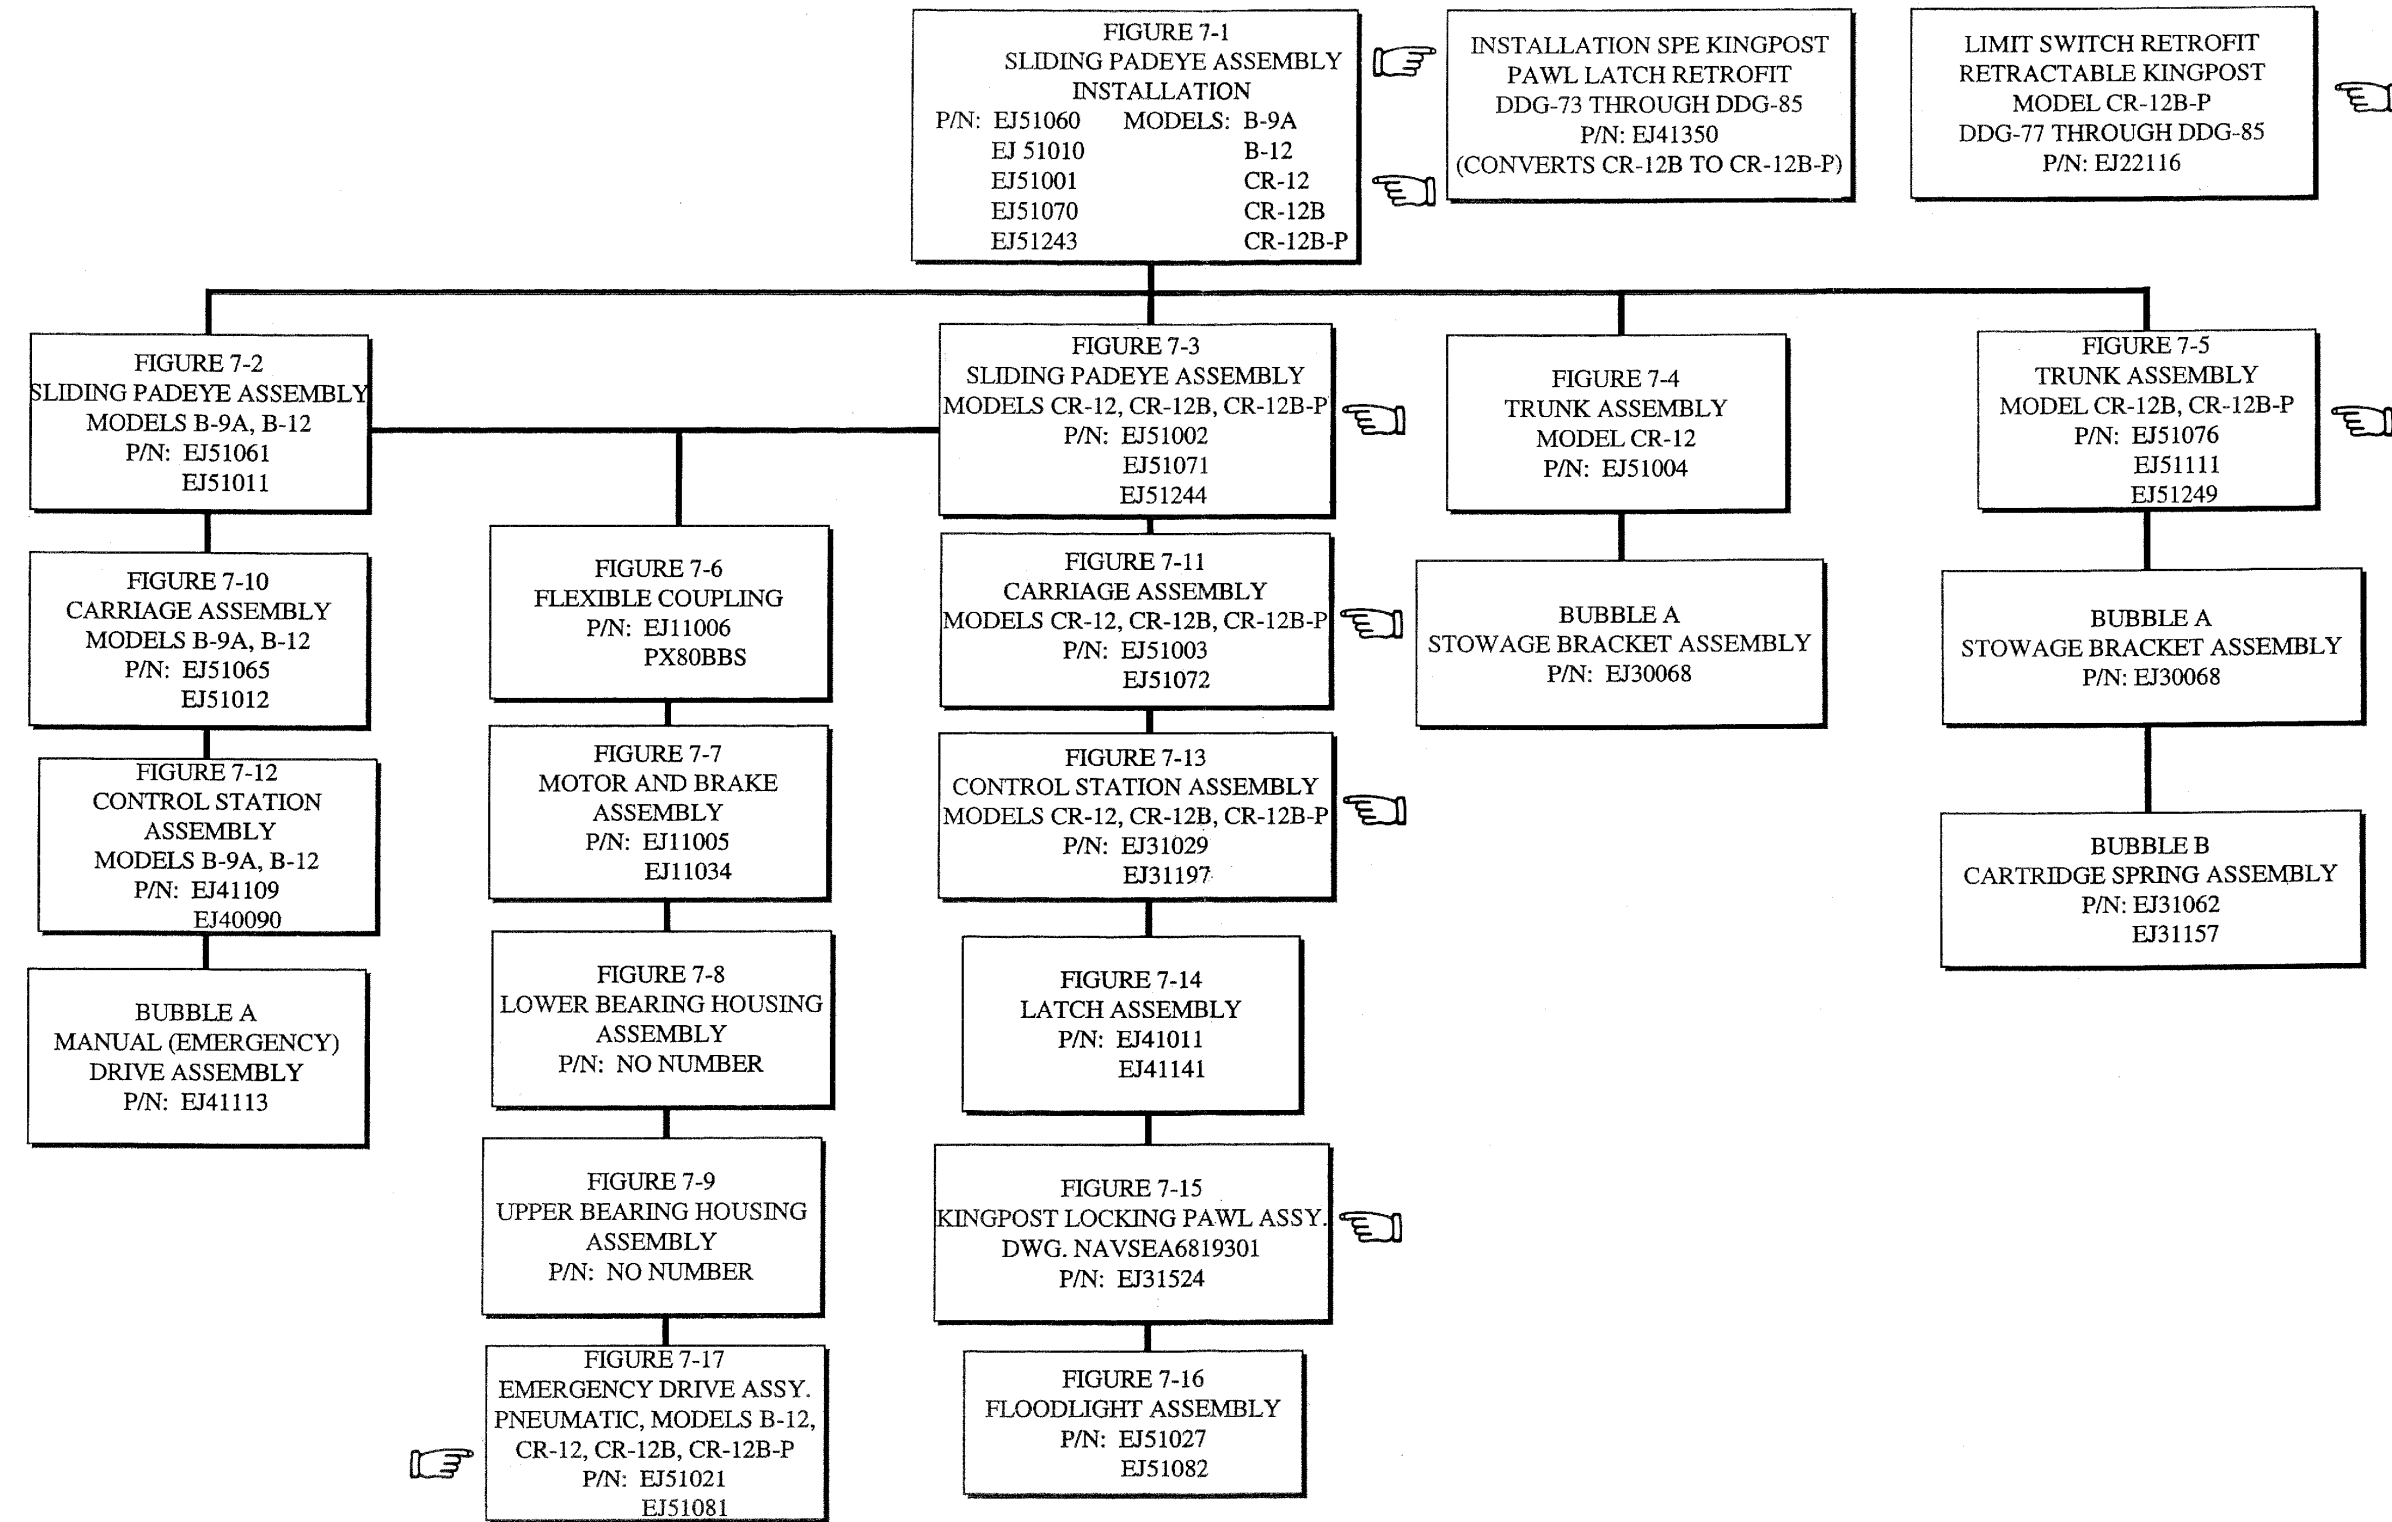 FIGURE 7-1
SLIDING PADEYE ASSEMBLY
INSTALLATION
P/N: EJ51060 MODELS: B-9A
EJ 51010 B-12
EJ51001 CR-12
EJ51070 CR-12B
EJ51243 CR-12B-P
INSTALLATION SPE KINGPOST
PAWL LATCH RETROFIT
DDG-73 THROUGH DDG-85
P/N: EJ41350
(CONVERTS CR-12B TO CR-12B-P)
LIMIT SWITCH RETROFIT
RETRACTABLE KINGPOST
MODEL CR-12B-P
DDG-77 THROUGH DDG-85
P/N: EJ22116
FIGURE 7-2
SLIDING PADEYE ASSEMBLY
MODELS B-9A, B-12
P/N: EJ51061
EJ51011
FIGURE 7-3
SLIDING PADEYE ASSEMBLY
MODELS CR-12, CR-12B, CR-12B-P
P/N: EJ51002
EJ51071
EJ51244
FIGURE 7-4
TRUNK ASSEMBLY
MODEL CR-12
P/N: EJ51004
FIGURE 7-5
TRUNK ASSEMBLY
MODEL CR-12B, CR-12B-P
P/N: EJ51076
EJ51111
EJ51249
FIGURE 7-10
CARRIAGE ASSEMBLY
MODELS B-9A, B-12
P/N: EJ51065
EJ51012
FIGURE 7-6
FLEXIBLE COUPLING
P/N: EJ11006
PX80BBS
FIGURE 7-11
CARRIAGE ASSEMBLY
MODELS CR-12, CR-12B, CR-12B-P
P/N: EJ51003
EJ51072
BUBBLE A
STOWAGE BRACKET ASSEMBLY
P/N: EJ30068
BUBBLE A
STOWAGE BRACKET ASSEMBLY
P/N: EJ30068
FIGURE 7-12
CONTROL STATION
ASSEMBLY
MODELS B-9A, B-12
P/N: EJ41109
EJ40090
FIGURE 7-7
MOTOR AND BRAKE
ASSEMBLY
P/N: EJ11005
EJ11034
FIGURE 7-13
CONTROL STATION ASSEMBLY
MODELS CR-12, CR-12B, CR-12B-P
P/N: EJ31029
EJ31197
BUBBLE B
CARTRIDGE SPRING ASSEMBLY
P/N: EJ31062
EJ31157
BUBBLE A
MANUAL (EMERGENCY)
DRIVE ASSEMBLY
P/N: EJ41113
FIGURE 7-8
LOWER BEARING HOUSING
ASSEMBLY
P/N: NO NUMBER
FIGURE 7-14
LATCH ASSEMBLY
P/N: EJ41011
EJ41141
FIGURE 7-9
UPPER BEARING HOUSING
ASSEMBLY
P/N: NO NUMBER
FIGURE 7-15
KINGPOST LOCKING PAWL ASSY.
DWG. NAVSEA6819301
P/N: EJ31524
FIGURE 7-17
EMERGENCY DRIVE ASSY.
PNEUMATIC, MODELS B-12,
CR-12, CR-12B, CR-12B-P
P/N: EJ51021
EJ51081
FIGURE 7-16
FLOODLIGHT ASSEMBLY
P/N: EJ51027
EJ51082